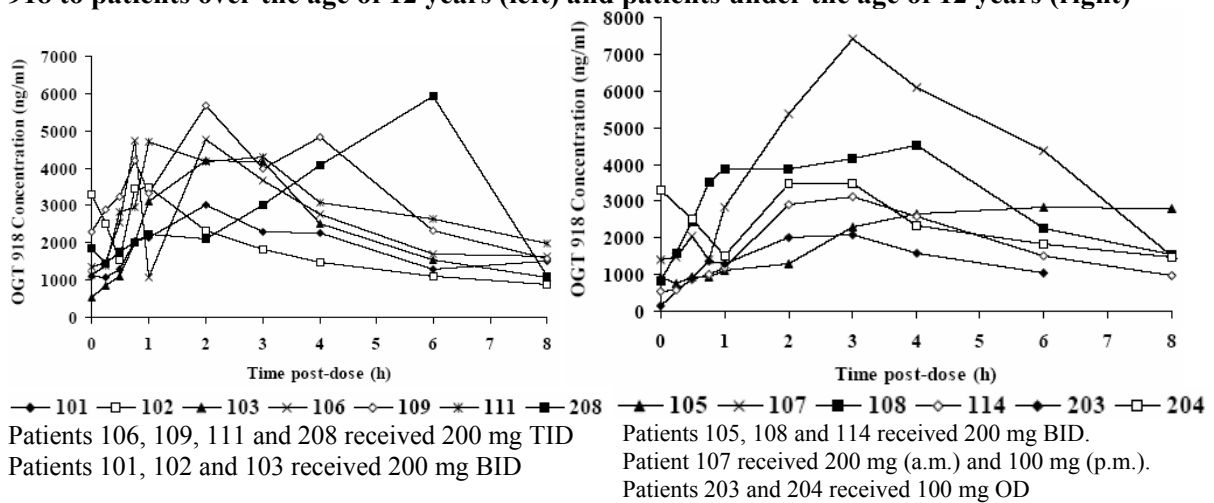 918 to patients over the age of 12 years (left) and patients under the age of 12 years (right)
OGT 918 Concentration (ng/ml)
7000
6000
5000
4000
3000
2000
1000
0
0 1 2 3 4 6 8
Time post-dose (h)
101 102 103 106 109 111 208
Patients 106, 109, 111 and 208 received 200 mg TID
Patients 101, 102 and 103 received 200 mg BID
OGT 918 Concentration (ng/ml)
8000
7000
6000
5000
4000
3000
2000
1000
0
0 1 2 3 4 6 8
Time post-dose (h)
105 107 108 114 203 204
Patients 105, 108 and 114 received 200 mg BID.
Patient 107 received 200 mg (a.m.) and 100 mg (p.m.).
Patients 203 and 204 received 100 mg OD